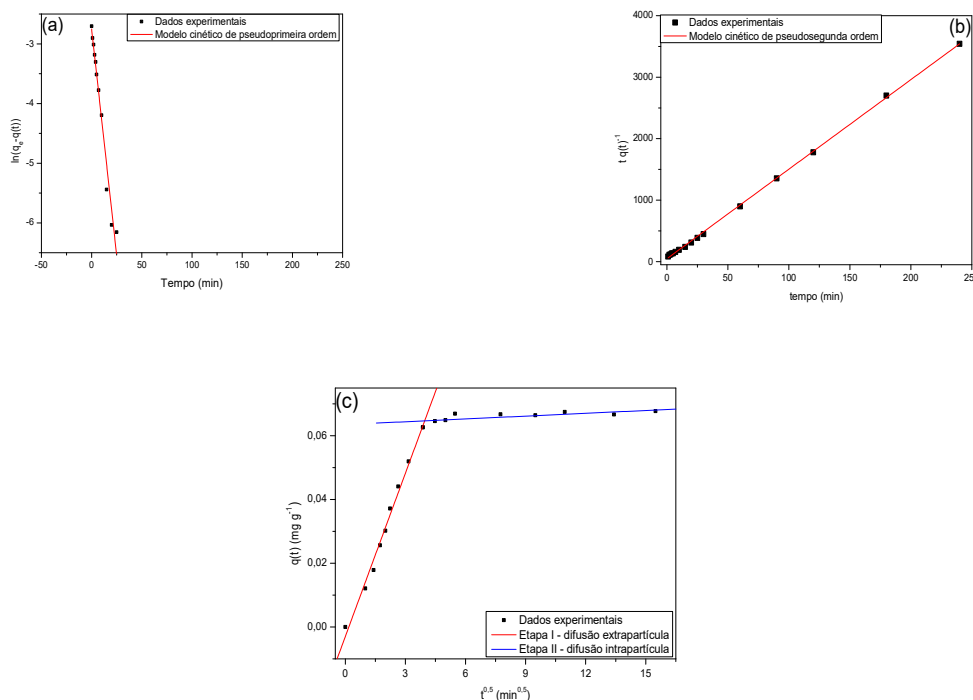 (a)
Dados experimentais
Modelo cinético de pseudoprimeira ordem
-3
-4
-5
-6
ln(qe-q(t))
-50 0 50 100 150 200 250
Tempo (min)
(b)
Dados experimentais
Modelo cinético de pseudosegunda ordem
4000
3000
2000
1000
0
t q(t)-1
0 50 100 150 200 250
tempo (min)
(c)
0,06
0,04
0,02
0,00
q(t) (mg g-1)
Dados experimentais
Etapa I - difusão extrapartícula
Etapa II - difusão intrapartícula
0 3 6 9 12 15
t0,5 (min0,5)